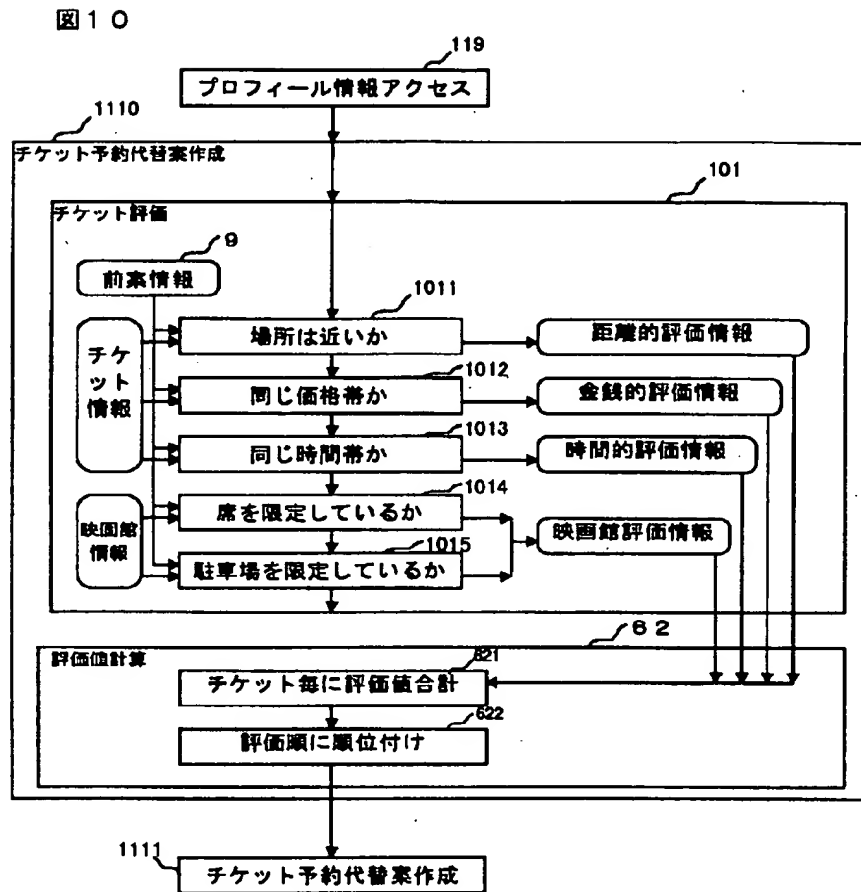 図10
119
プロフィール情報アクセス
1110
チケット予約代替案作成
101
チケット評価
9
前案情報
1011
場所は近いか
距離的評価情報
チケット情報
1012
同じ価格帯か
金銭的評価情報
1013
同じ時間帯か
時間的評価情報
1014
席を限定しているか
映画館情報
映画館評価情報
1015
駐車場を限定しているか
62
評価値計算
621
チケット毎に評価値合計
622
評価順に順位付け
1111
チケット予約代替案作成